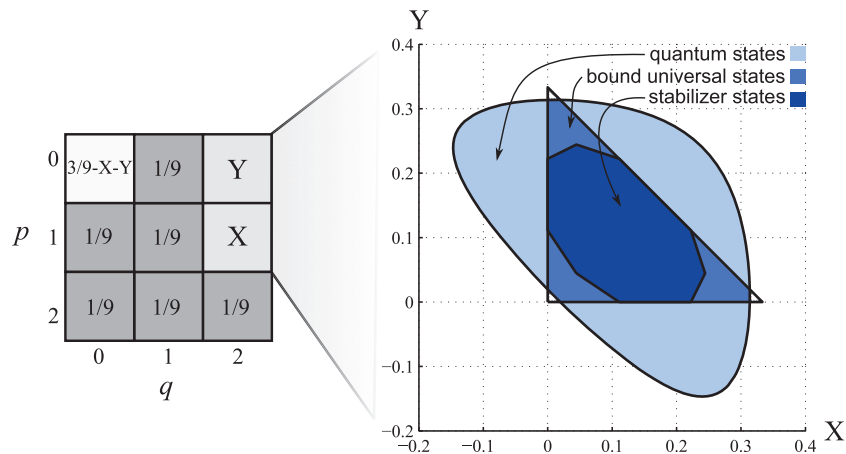 Y
0.4
quantum states
bound universal states
stabilizer states
0.3
0 3/9-X-Y 1/9 Y
0.2
p 1 1/9 1/9 X
0.1
2 1/9 1/9 1/9
0
0 1 2
q
−0.1
−0.2
−0.2 −0.1 0 0.1 0.2 0.3 0.4 X